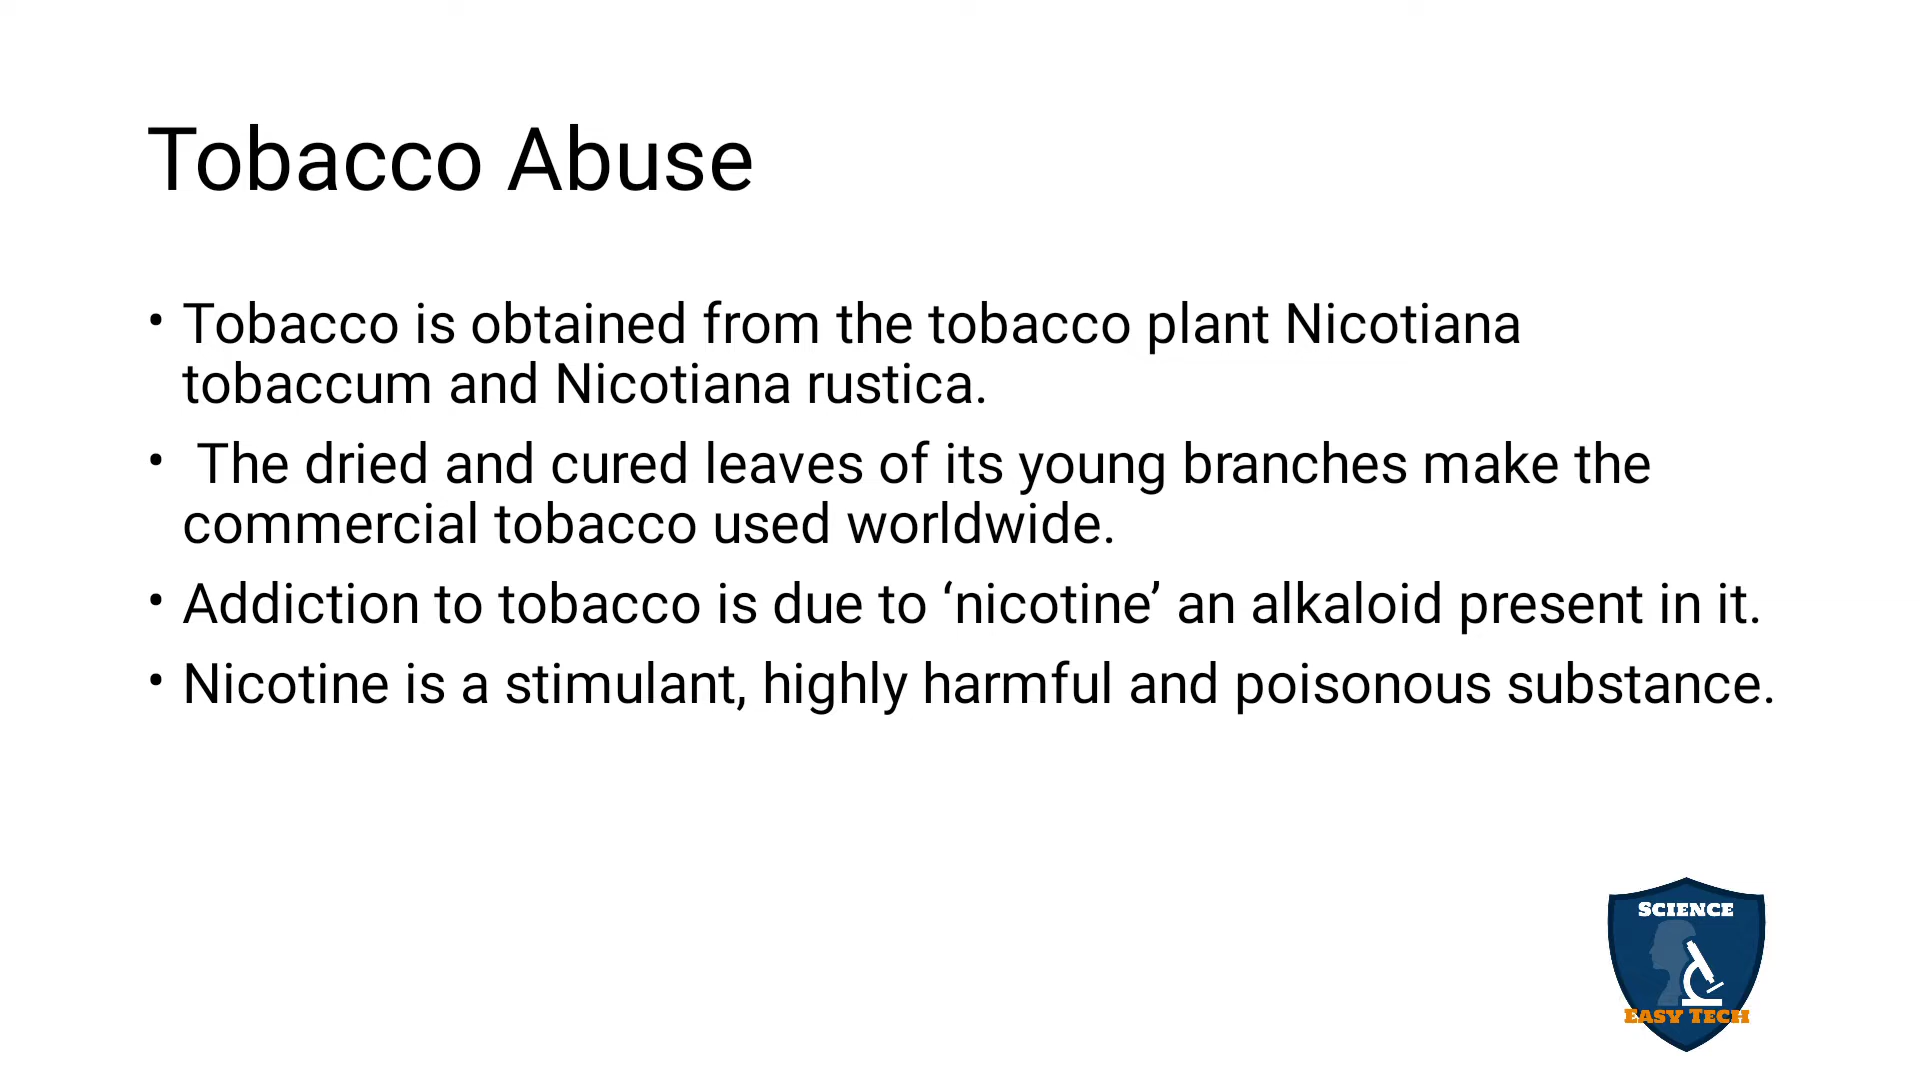 Tobacco Abuse
• Tobacco is obtained from the tobacco plant Nicotiana
tobaccum and Nicotiana rustica.
• The dried and cured leaves of its young branches make the
commercial tobacco used worldwide.
• Addiction to tobacco is due to ‘nicotine’ an alkaloid present in it.
• Nicotine is a stimulant, highly harmful and poisonous substance.
SCIENCE
EASY TECH